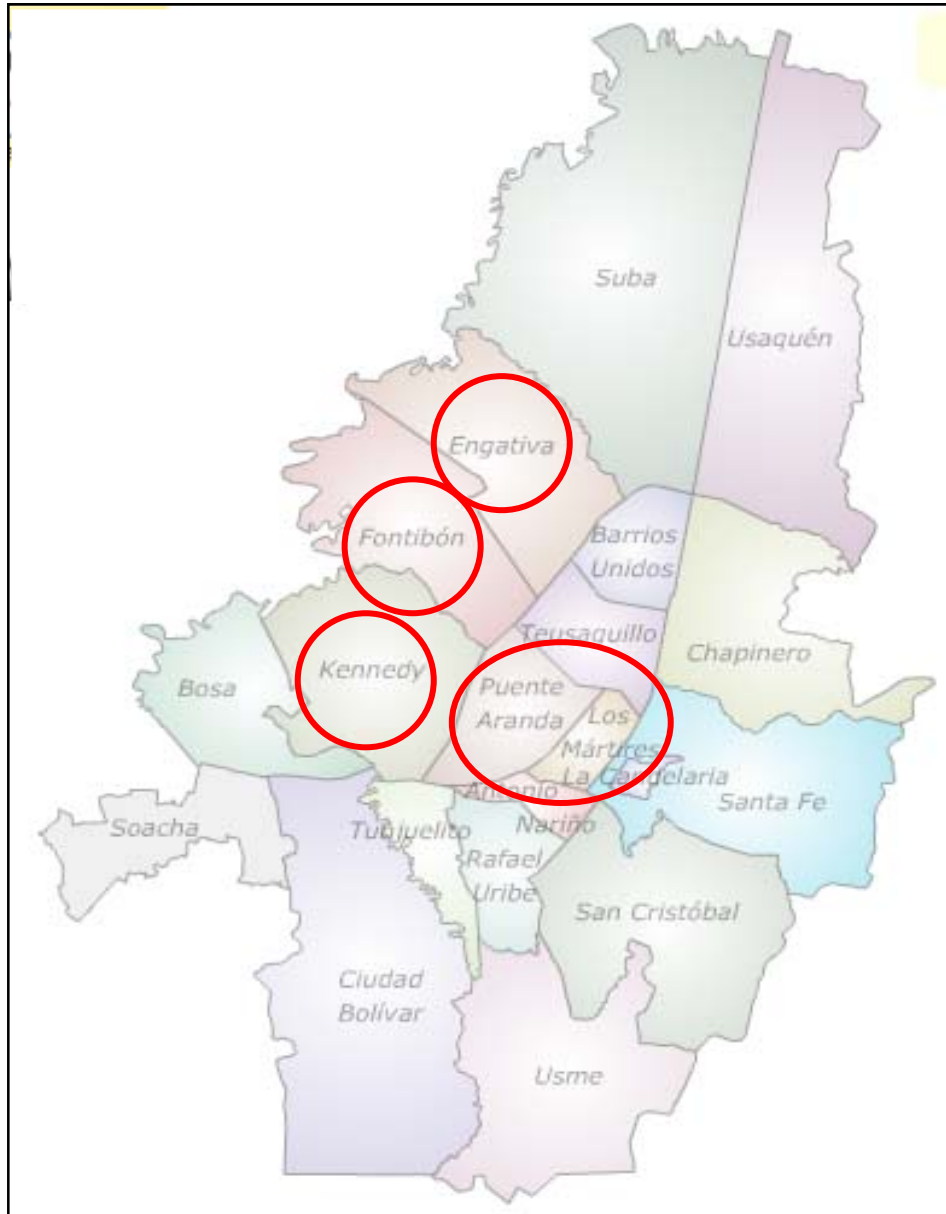 Suba
Usaquén
Engativa
Fontibón
Barrios
Unidos
Teusaquillo
Chapinero
Kennedy
Bosa
Puente
Aranda
Los
Mártires
La Candelaria
Santa Fe
Antonio
Nariño
Soacha
Tunjuelito
Rafael
Uribe
San Cristóbal
Ciudad
Bolívar
Usme